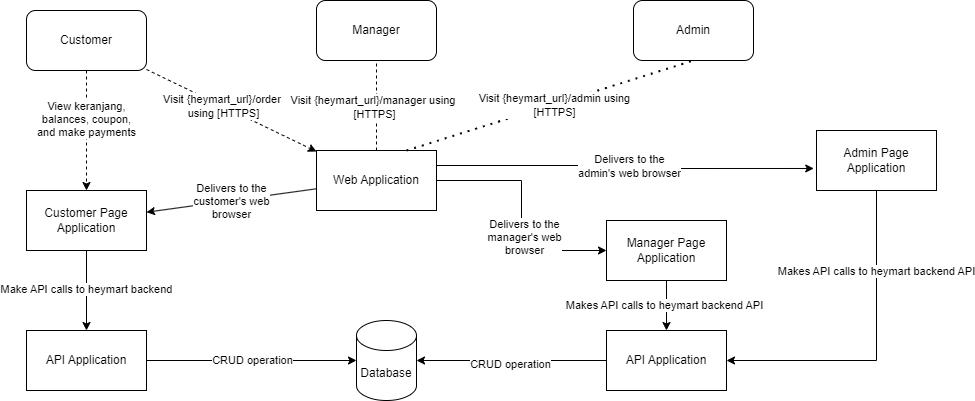 Customer
Manager
Admin
View keranjang,
balances, coupon,
and make payments
Visit {heymart_url}/order
using [HTTPS]
Visit {heymart_url}/manager using
[HTTPS]
Visit {heymart_url}/admin using
[HTTPS]
Web Application
Delivers to the
admin's web browser
Admin Page
Application
Delivers to the
customer's web
browser
Customer Page
Application
Delivers to the
manager's web
browser
Manager Page
Application
Makes API calls to heymart backend API
Make API calls to heymart backend
Makes API calls to heymart backend API
API Application
CRUD operation
Database
CRUD operation
API Application